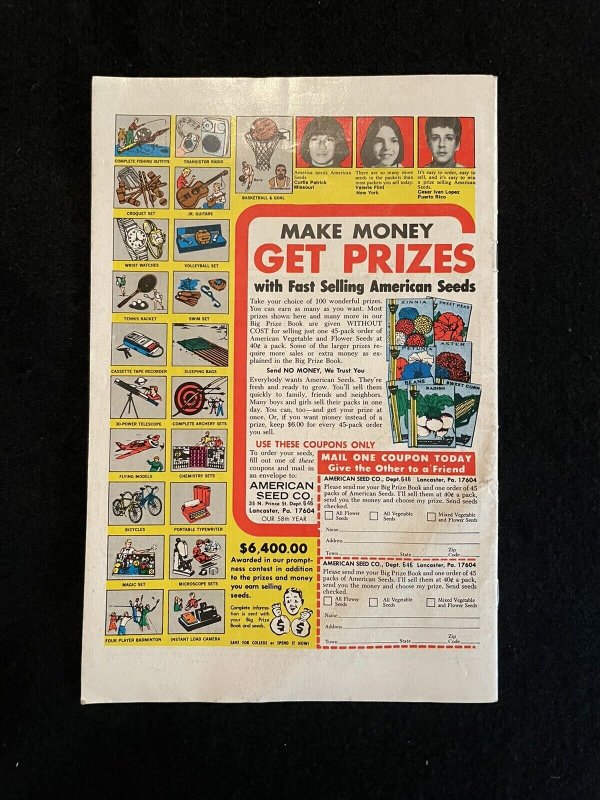 COMPLETE FISHING OUTFITS
TRANSISTOR RADIO
CROQUET SET
JR. GUITARS
WRIST WATCHES
VOLLEYBALL SET
TENNIS RACKET
SWIM SET
CASSETTE TAPE RECORDER
SLEEPING BAGS
30-POWER TELESCOPE
COMPLETE ARCHERY SETS
FLYING MODELS
CHEMISTRY SETS
BICYCLES
PORTABLE TYPEWRITER
MAGIC SET
MICROSCOPE SETS
FOUR PLAYER BADMINTON
INSTANT LOAD CAMERA
BASKETBALL & GOAL
America needs American
Seeds
Curtis Patrick
Missouri
There are so many more
seeds in the packets than
most packets you sell today.
Valerie Fliel
New York
It's easy to order, easy to
sell, and it's easy to win
a prize selling American
Seeds.
Cesar Ivan Lopez
Puerto Rico
MAKE MONEY
GET PRIZES
with Fast Selling American Seeds
Take your choice of 100 wonderful prizes.
You can earn as many as you want. Most
prizes shown here and many more in our
Big Prize Book are given WITHOUT
COST for selling just one 45-pack order of
American Vegetable and Flower Seeds at
40¢ a pack. Some of the larger prizes re-
quire more sales or extra money as ex-
plained in the Big Prize Book.
Send NO MONEY, We Trust You
Everybody wants American Seeds. They're
fresh and ready to grow. You'll sell them
quickly to family, friends and neighbors.
Many boys and girls sell their packs in one
day. You can, too—and get your prize at
once. Or, if you want money instead of a
prize, keep $6.00 for every 45-pack order
you sell.
ZINNIA
SWEET PEAS
ASTER
BEANS
RADISH
SWEET CORN
USE THESE COUPONS ONLY
To order your seeds,
fill out one of these
coupons and mail in
an envelope to:
AMERICAN
SEED CO.
35 N. Prince St. Dept. 646
Lancaster, Pa. 17604
OUR 58th YEAR
$6,400.00
Awarded in our prompt-
ness contest in addition
to the prizes and money
you earn selling
seeds.
Complete informa-
tion is sent with
your Big Prize
Book and seeds.
$ $
SAVE FOR COLLEGE or SPEND IT NOW!
MAIL ONE COUPON TODAY
Give the Other to a Friend
AMERICAN SEED CO., Dept. 646 Lancaster, Pa. 17604
Please send me your Big Prize Book and one order of 45
packs of American Seeds. I'll sell them at 40¢ a pack,
send you the money promptly and choose my prize. Send seeds
checked.
All Flower
Seeds
All Vegetable
Seeds
Mixed Vegetable
and Flower Seeds
Name
Address
Town State Zip
Code
AMERICAN SEED CO., Dept. 646 Lancaster, Pa. 17604
Please send me your Big Prize Book and one order of 45
packs of American Seeds. I'll sell them at 40¢ a pack,
send you the money promptly and choose my prize. Send seeds
checked.
All Flower
Seeds
All Vegetable
Seeds
Mixed Vegetable
and Flower Seeds
Name
Address
Town State Zip
Code